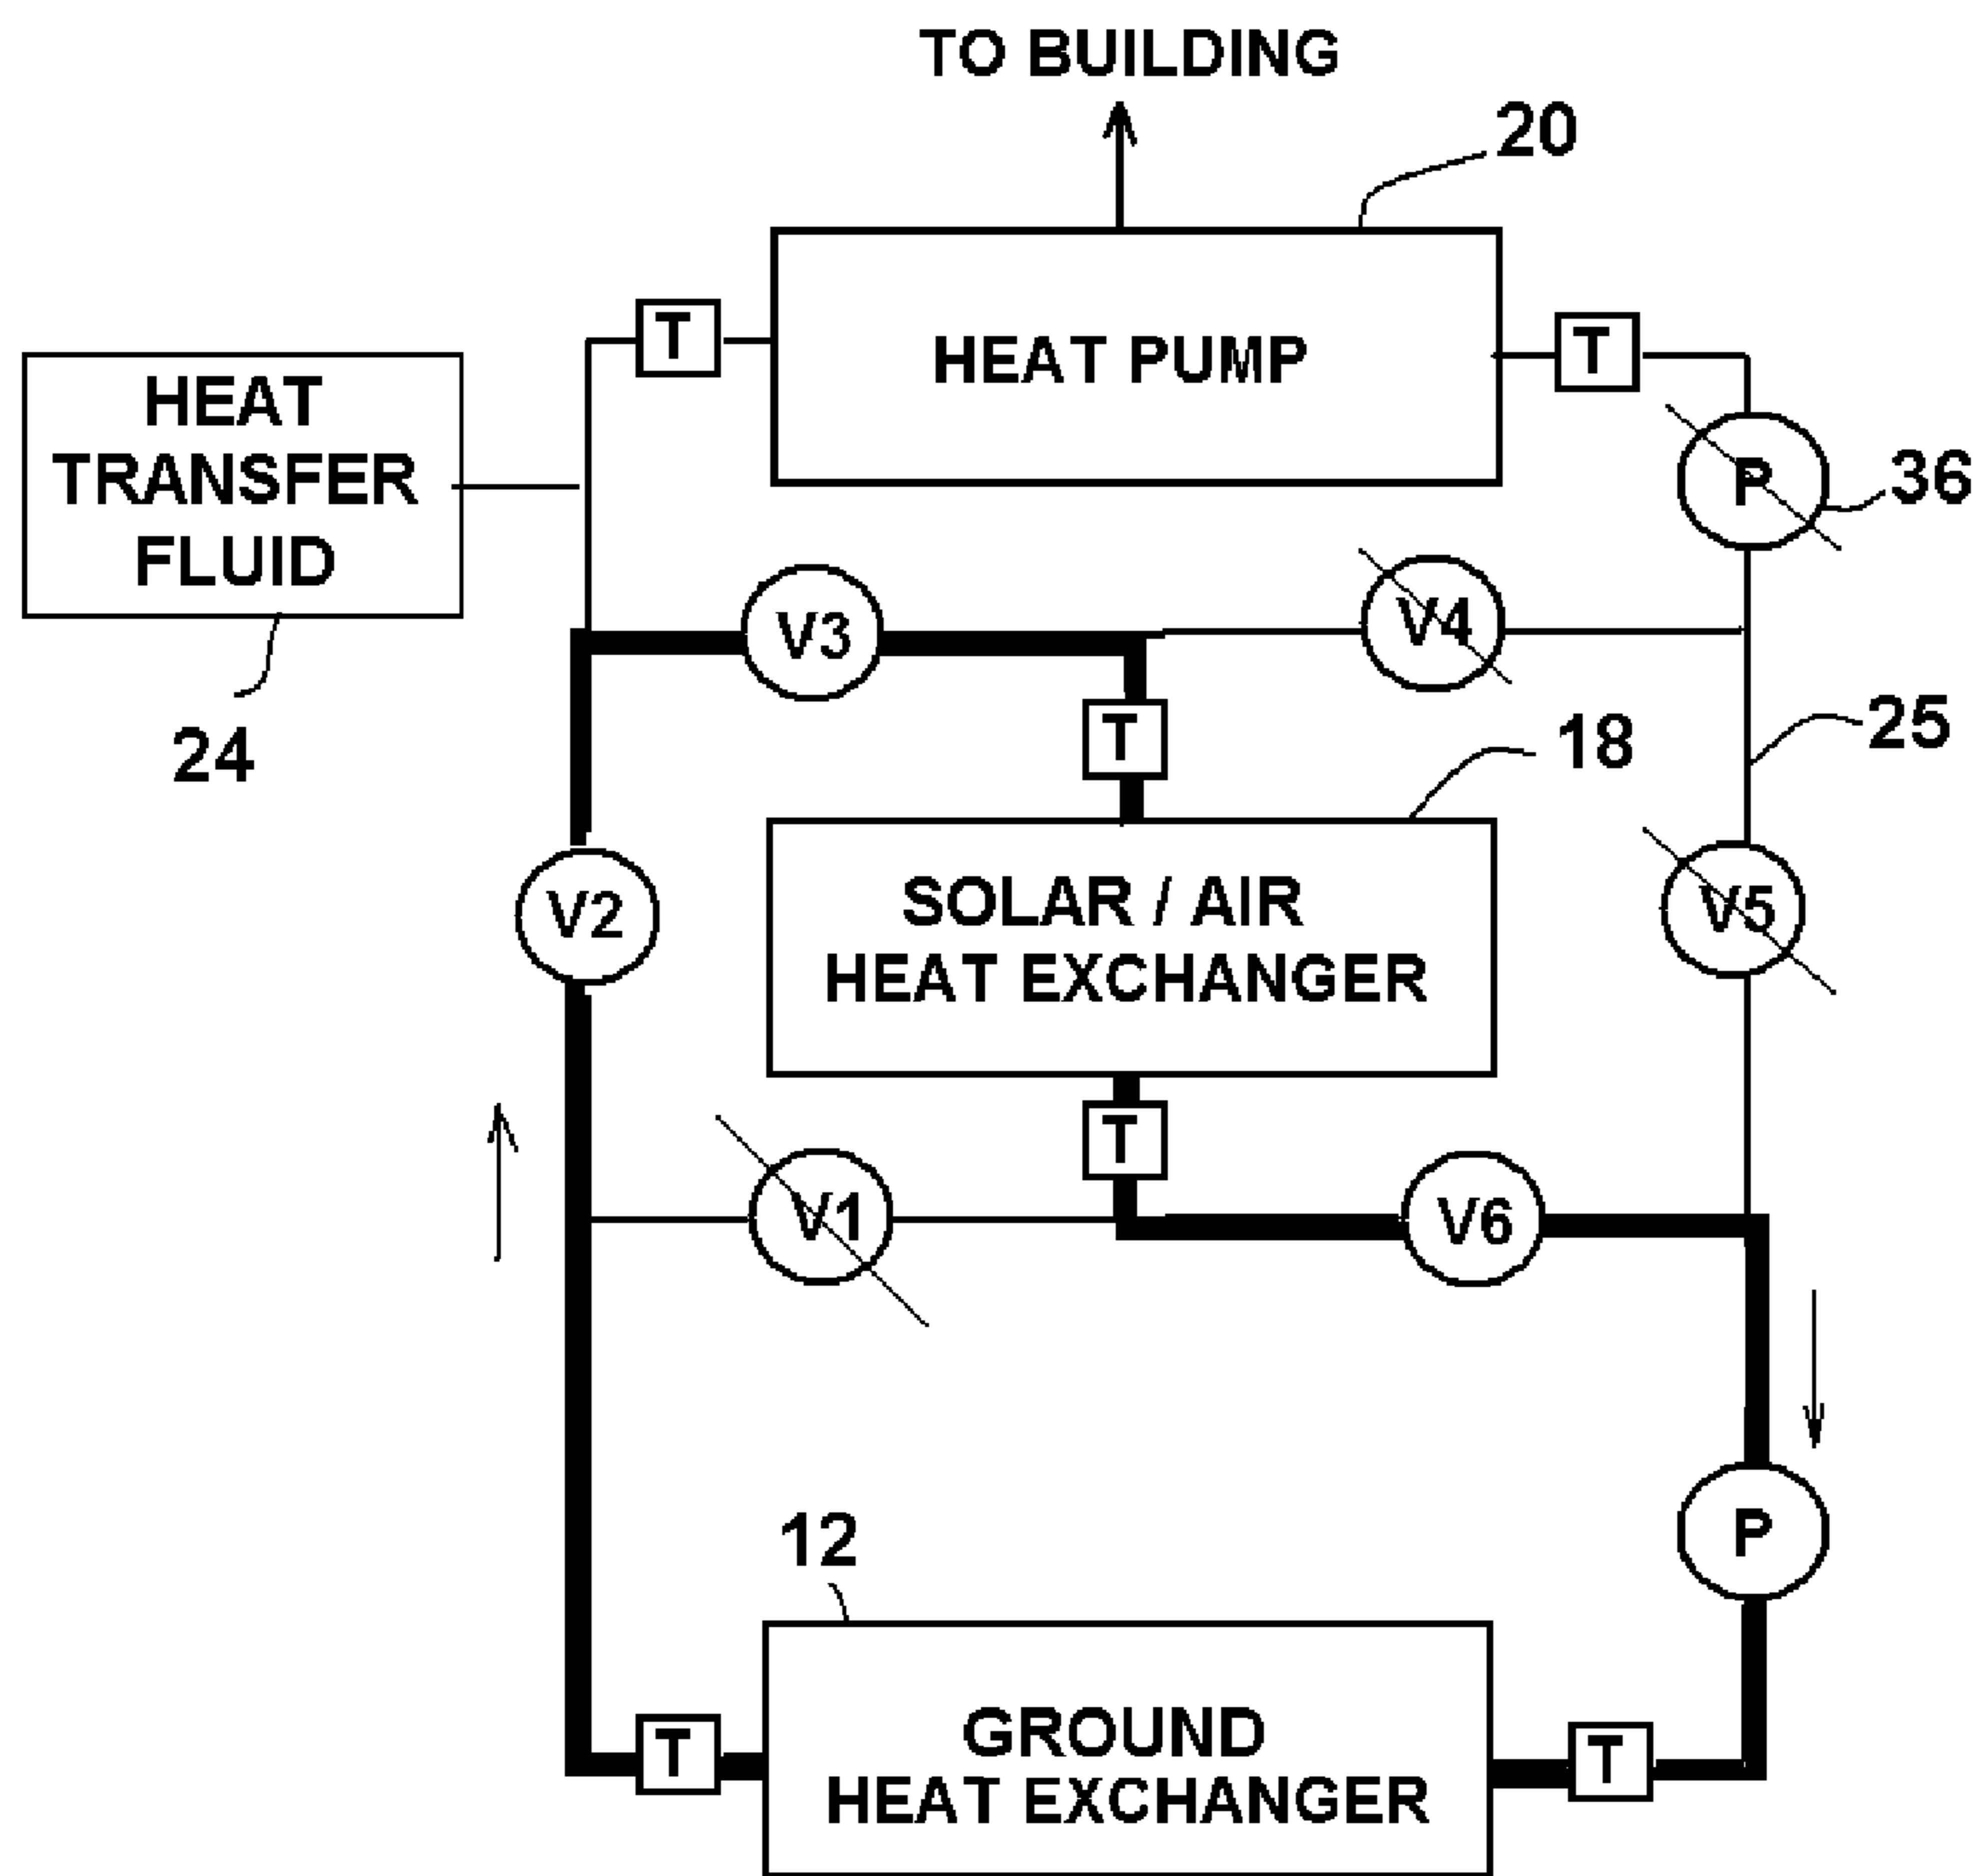 TO BUILDING
20
T
HEAT PUMP
T
HEAT
TRANSFER
FLUID
P
36
V3
V4
24
T
18
25
SOLAR / AIR
HEAT EXCHANGER
V2
V5
T
V1
V6
12
P
GROUND
HEAT EXCHANGER
T
T